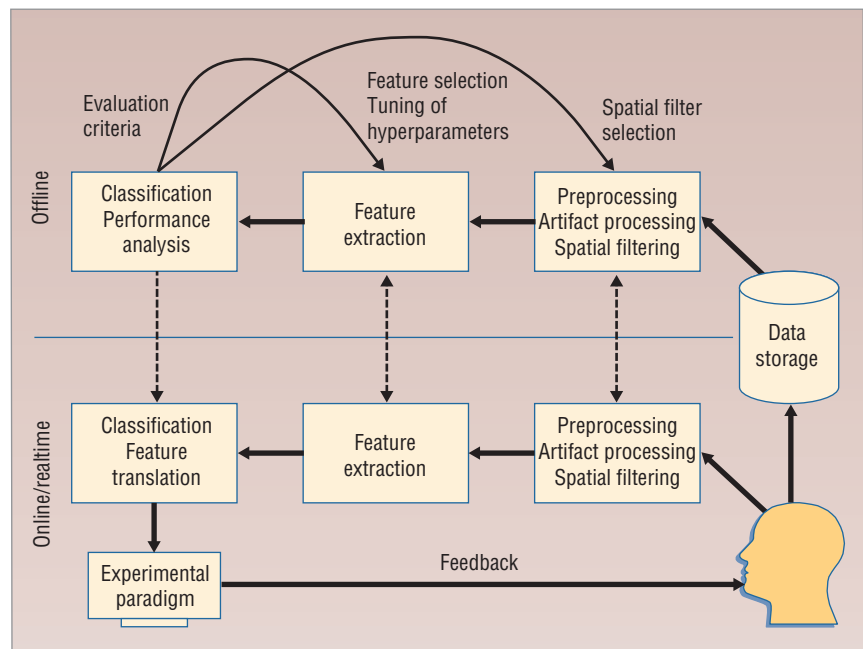 Evaluation
criteria
Feature selection
Tuning of
hyperparameters
Spatial filter
selection
Offline
Classification
Performance
analysis
Feature
extraction
Preprocessing
Artifact processing
Spatial filtering
Data
storage
Online/realtime
Classification
Feature
translation
Feature
extraction
Preprocessing
Artifact processing
Spatial filtering
Experimental
paradigm
Feedback